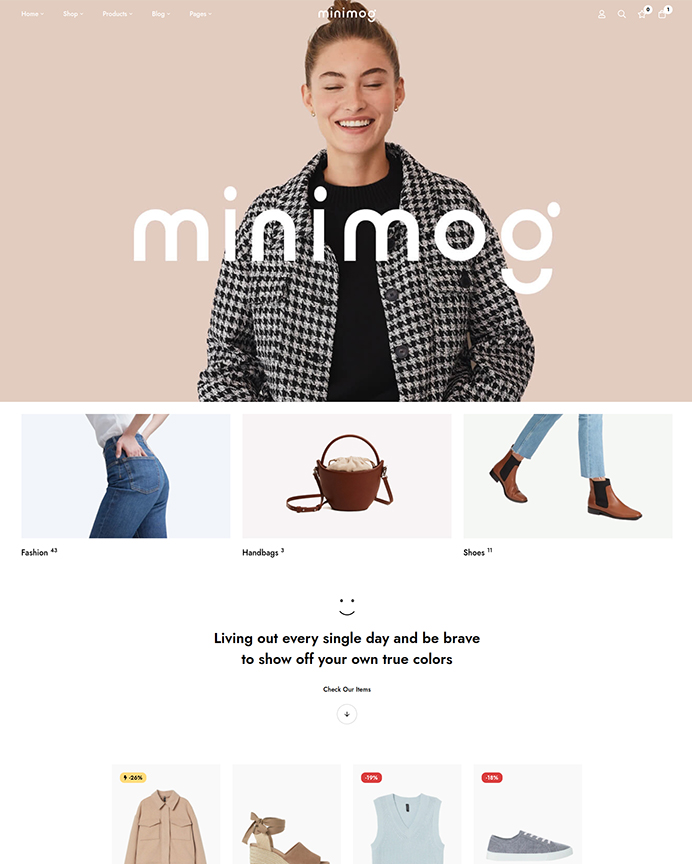 Home Shop Products Blog Pages minimog 0 1
minimog
Fashion 43
Handbags 3
Shoes 11
Living out every single day and be brave
to show off your own true colors
Check Our Items
-26%
-19%
-18%